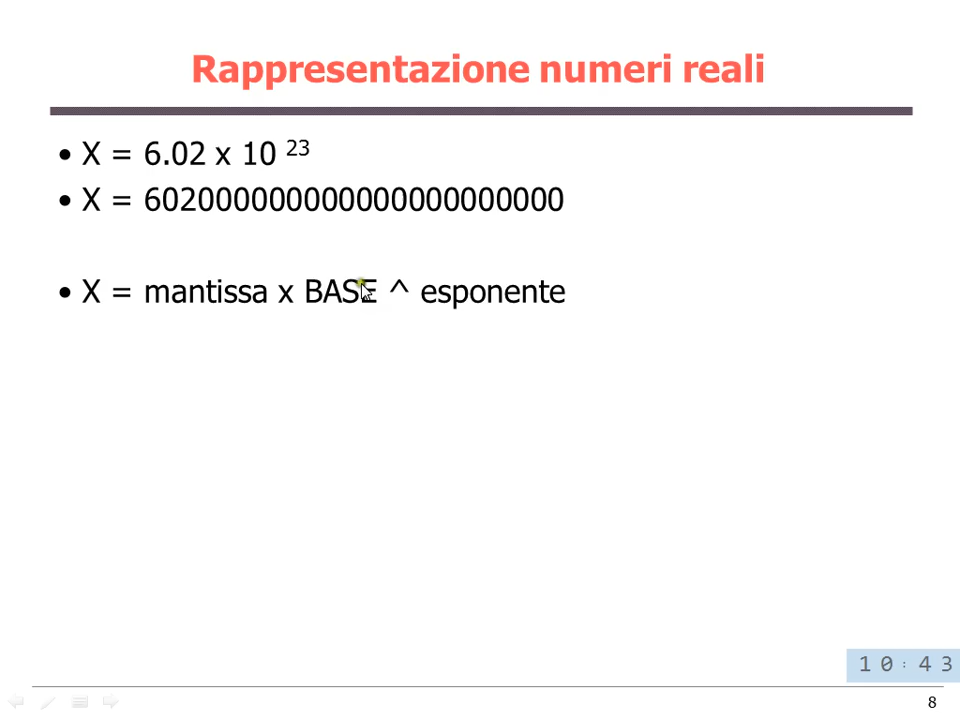 Rappresentazione numeri reali
• X = 6.02 x 10 23
• X = 602000000000000000000000
• X = mantissa x BASE ^ esponente
10:43
8